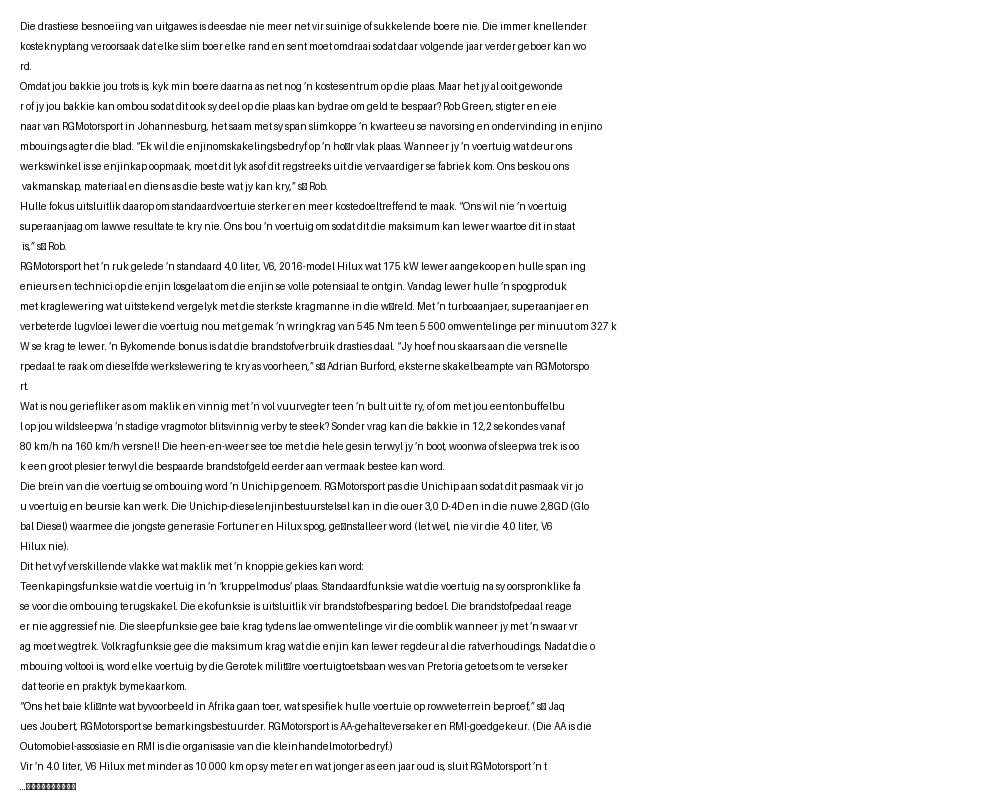 Die drastiese besnoeiing van uitgawes is deesdae nie meer net vir suinige of sukkelende boere nie. Die immer knellender
kosteknyptang veroorsaak dat elke slim boer elke rand en sent moet omdraai sodat daar volgende jaar verder geboer kan wo
rd.
Omdat jou bakkie jou trots is, kyk min boere daarna as net nog ’n kostesentrum op die plaas. Maar het jy al ooit gewonde
r of jy jou bakkie kan ombou sodat dit ook sy deel op die plaas kan bydrae om geld te bespaar? Rob Green, stigter en eie
naar van RGMotorsport in Johannesburg, het saam met sy span slimkoppe ’n kwarteeu se navorsing en ondervinding in enjino
mbouings agter die blad. “Ek wil die enjinomskakelingsbedryf op ’n ho□r vlak plaas. Wanneer jy ’n voertuig wat deur ons
werkswinkel is se enjinkap oopmaak, moet dit lyk asof dit regstreeks uit die vervaardiger se fabriek kom. Ons beskou ons
vakmanskap, materiaal en diens as die beste wat jy kan kry,” s□ Rob.
Hulle fokus uitsluitlik daarop om standaardvoertuie sterker en meer kostedoeltreffend te maak. “Ons wil nie ’n voertuig
superaanjaag om lawwe resultate te kry nie. Ons bou ’n voertuig om sodat dit die maksimum kan lewer waartoe dit in staat
is,” s□ Rob.
RGMotorsport het ’n ruk gelede ’n standaard 4,0 liter, V6, 2016-model Hilux wat 175 kW lewer aangekoop en hulle span ing
enieurs en technici op die enjin losgelaat om die enjin se volle potensiaal te ontgin. Vandag lewer hulle ’n spogproduk
met kraglewering wat uitstekend vergelyk met die sterkste kragmanne in die w□reld. Met ’n turboaanjaer, superaanjaer en
verbeterde lugvloei lewer die voertuig nou met gemak ’n wringkrag van 545 Nm teen 5 500 omwentelinge per minuut om 327 k
W se krag te lewer. ’n Bykomende bonus is dat die brandstofverbruik drasties daal. “Jy hoef nou skaars aan die versnelle
rpedaal te raak om dieselfde werkslewering te kry as voorheen,” s□ Adrian Burford, eksterne skakelbeampte van RGMotorspo
rt.
Wat is nou geriefliker as om maklik en vinnig met ’n vol vuurvegter teen ’n bult uit te ry, of om met jou eentonbuffelbu
l op jou wildsleepwa ’n stadige vragmotor blitsvinnig verby te steek? Sonder vrag kan die bakkie in 12,2 sekondes vanaf
80 km/h na 160 km/h versnel! Die heen-en-weer see toe met die hele gesin terwyl jy ’n boot, woonwa of sleepwa trek is oo
k een groot plesier terwyl die bespaarde brandstofgeld eerder aan vermaak bestee kan word.
Die brein van die voertuig se ombouing word ’n Unichip genoem. RGMotorsport pas die Unichip aan sodat dit pasmaak vir jo
u voertuig en beursie kan werk. Die Unichip-dieselenjinbestuurstelsel kan in die ouer 3,0 D-4D en in die nuwe 2,8GD (Glo
bal Diesel) waarmee die jongste generasie Fortuner en Hilux spog, ge□nstalleer word (let wel, nie vir die 4.0 liter, V6
Hilux nie).
Dit het vyf verskillende vlakke wat maklik met ’n knoppie gekies kan word:
Teenkapingsfunksie wat die voertuig in ’n ‘kruppelmodus’ plaas. Standaardfunksie wat die voertuig na sy oorspronklike fa
se voor die ombouing terugskakel. Die ekofunksie is uitsluitlik vir brandstofbesparing bedoel. Die brandstofpedaal reage
er nie aggressief nie. Die sleepfunksie gee baie krag tydens lae omwentelinge vir die oomblik wanneer jy met ’n swaar vr
ag moet wegtrek. Volkragfunksie gee die maksimum krag wat die enjin kan lewer regdeur al die ratverhoudings. Nadat die o
mbouing voltooi is, word elke voertuig by die Gerotek milit□re voertuigtoetsbaan wes van Pretoria getoets om te verseker
dat teorie en praktyk bymekaarkom.
“Ons het baie kli□nte wat byvoorbeeld in Afrika gaan toer, wat spesifiek hulle voertuie op rowweterrein beproef,” s□ Jaq
ues Joubert, RGMotorsport se bemarkingsbestuurder. RGMotorsport is AA-gehalteverseker en RMI-goedgekeur. (Die AA is die
Outomobiel-assosiasie en RMI is die organisasie van die kleinhandelmotorbedryf.)
Vir ’n 4.0 liter, V6 Hilux met minder as 10 000 km op sy meter en wat jonger as een jaar oud is, sluit RGMotorsport ’n t
...□□□□□□□□□□